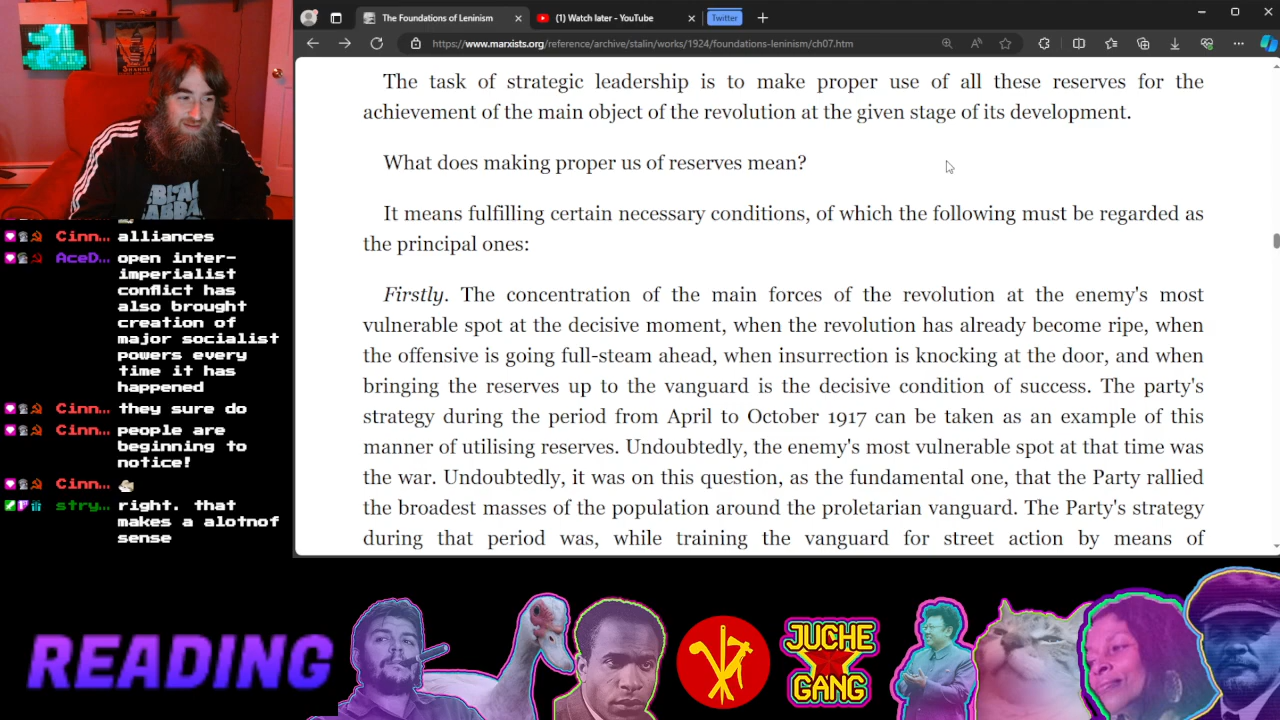 The Foundations of Leninism
(1) Watch later - YouTube
Twitter
https://www.marxists.org/reference/archive/stalin/works/1924/foundations-leninism/ch07.htm
The task of strategic leadership is to make proper use of all these reserves for the
achievement of the main object of the revolution at the given stage of its development.
What does making proper us of reserves mean?
It means fulfilling certain necessary conditions, of which the following must be regarded as
the principal ones:
Firstly. The concentration of the main forces of the revolution at the enemy's most
vulnerable spot at the decisive moment, when the revolution has already become ripe, when
the offensive is going full-steam ahead, when insurrection is knocking at the door, and when
bringing the reserves up to the vanguard is the decisive condition of success. The party's
strategy during the period from April to October 1917 can be taken as an example of this
manner of utilising reserves. Undoubtedly, the enemy's most vulnerable spot at that time was
the war. Undoubtedly, it was on this question, as the fundamental one, that the Party rallied
the broadest masses of the population around the proletarian vanguard. The Party's strategy
during that period was, while training the vanguard for street action by means of
Cinn... alliances
AceD... open inter-
imperialist
conflict has
also brought
creation of
major socialist
powers every
time it has
happened
Cinn... they sure do
Cinn... people are
beginning to
notice!
Cinn...
stry... right. that
makes a alotnof
sense
READING
JUCHE
GANG